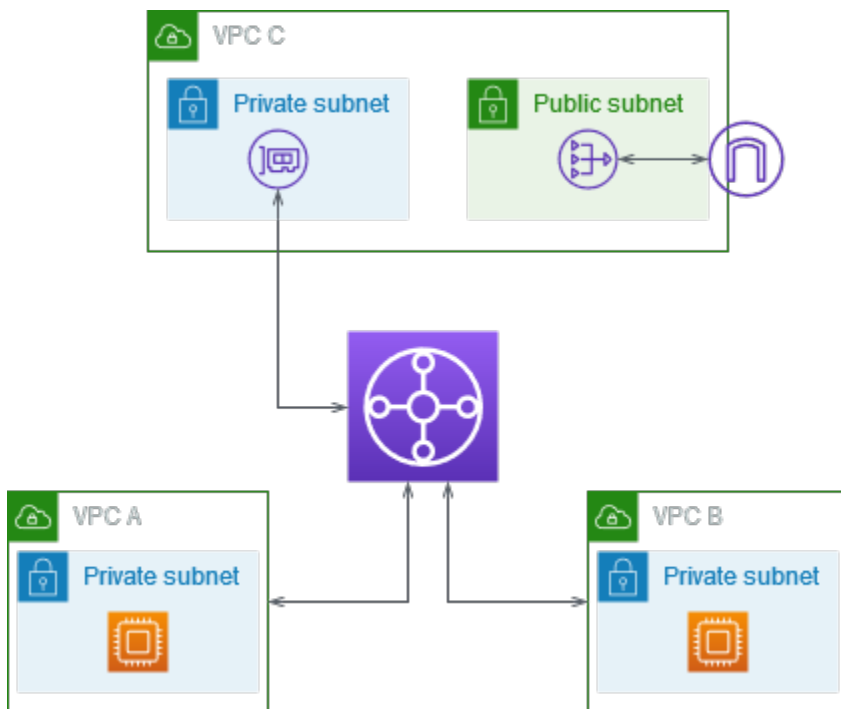 VPC C
Private subnet
Public subnet
VPC A
Private subnet
VPC B
Private subnet